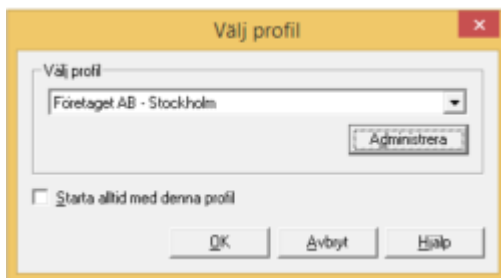 Välj profil
Välj profil
Företaget AB - Stockholm
Administrera
Starta alltid med denna profil
OK Avbryt Hjälp